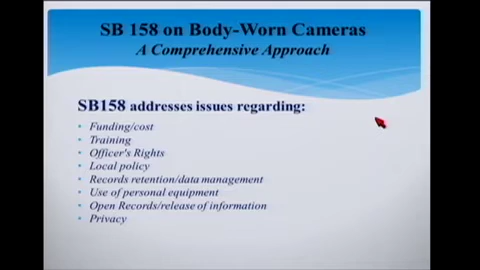 SB 158 on Body-Worn Cameras
A Comprehensive Approach
SB158 addresses issues regarding:
• Funding/cost
• Training
• Officer's Rights
• Local policy
• Records retention/data management
• Use of personal equipment
• Open Records/release of information
• Privacy